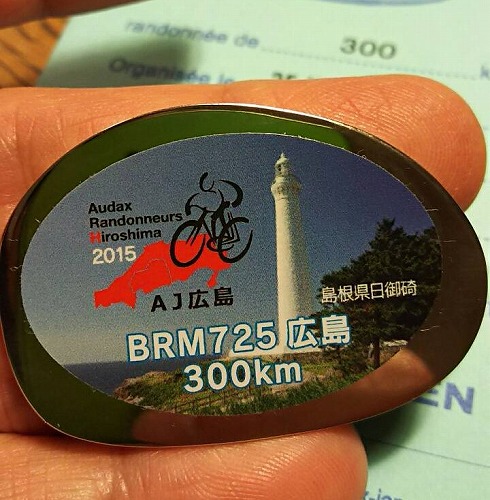 randonnée de 300
Organisée le 25
Audax
Randonneurs
Hiroshima
2015
AJ広島
島根県日御碕
BRM725 広島
300km
EN